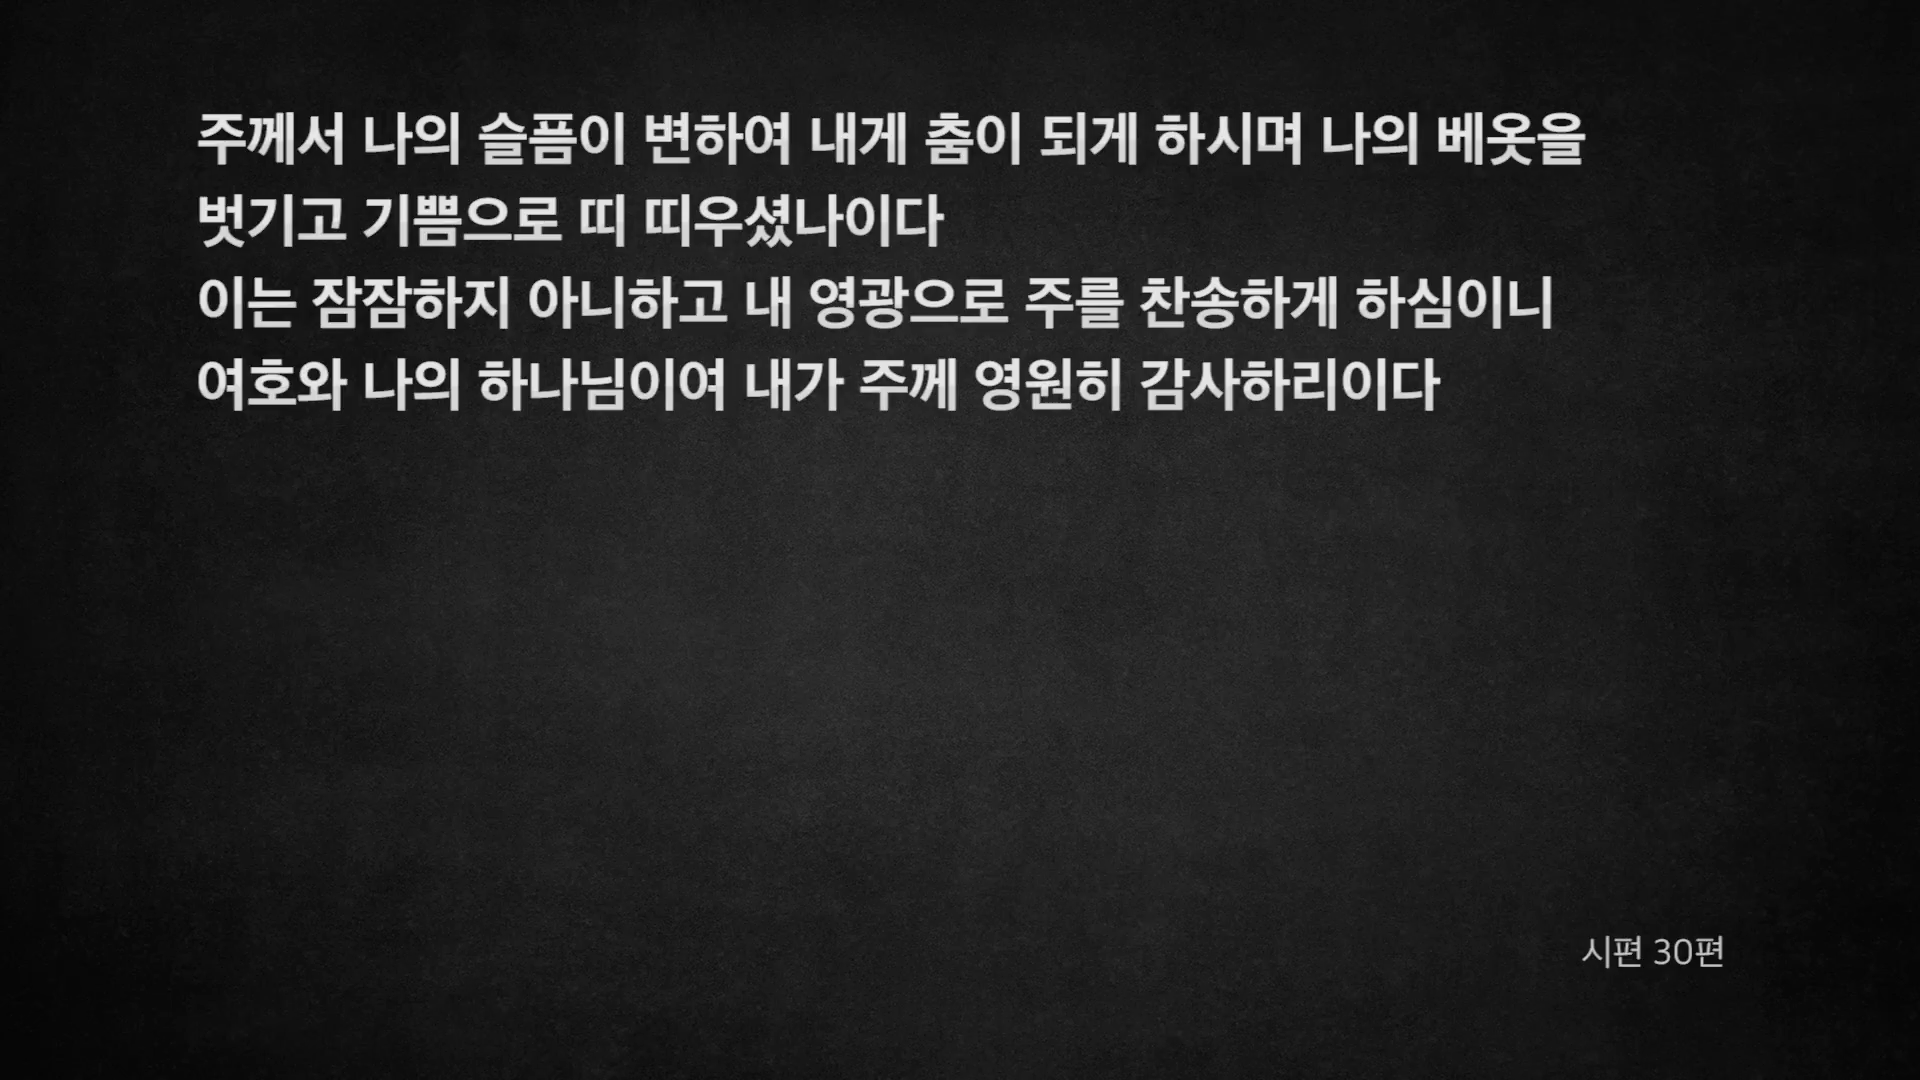 주께서 나의 슬픔이 변하여 내게 춤이 되게 하시며 나의 베옷을
벗기고 기쁨으로 띠 띠우셨나이다
이는 잠잠하지 아니하고 내 영광으로 주를 찬송하게 하심이니
여호와 나의 하나님이여 내가 주께 영원히 감사하리이다
시편 30편